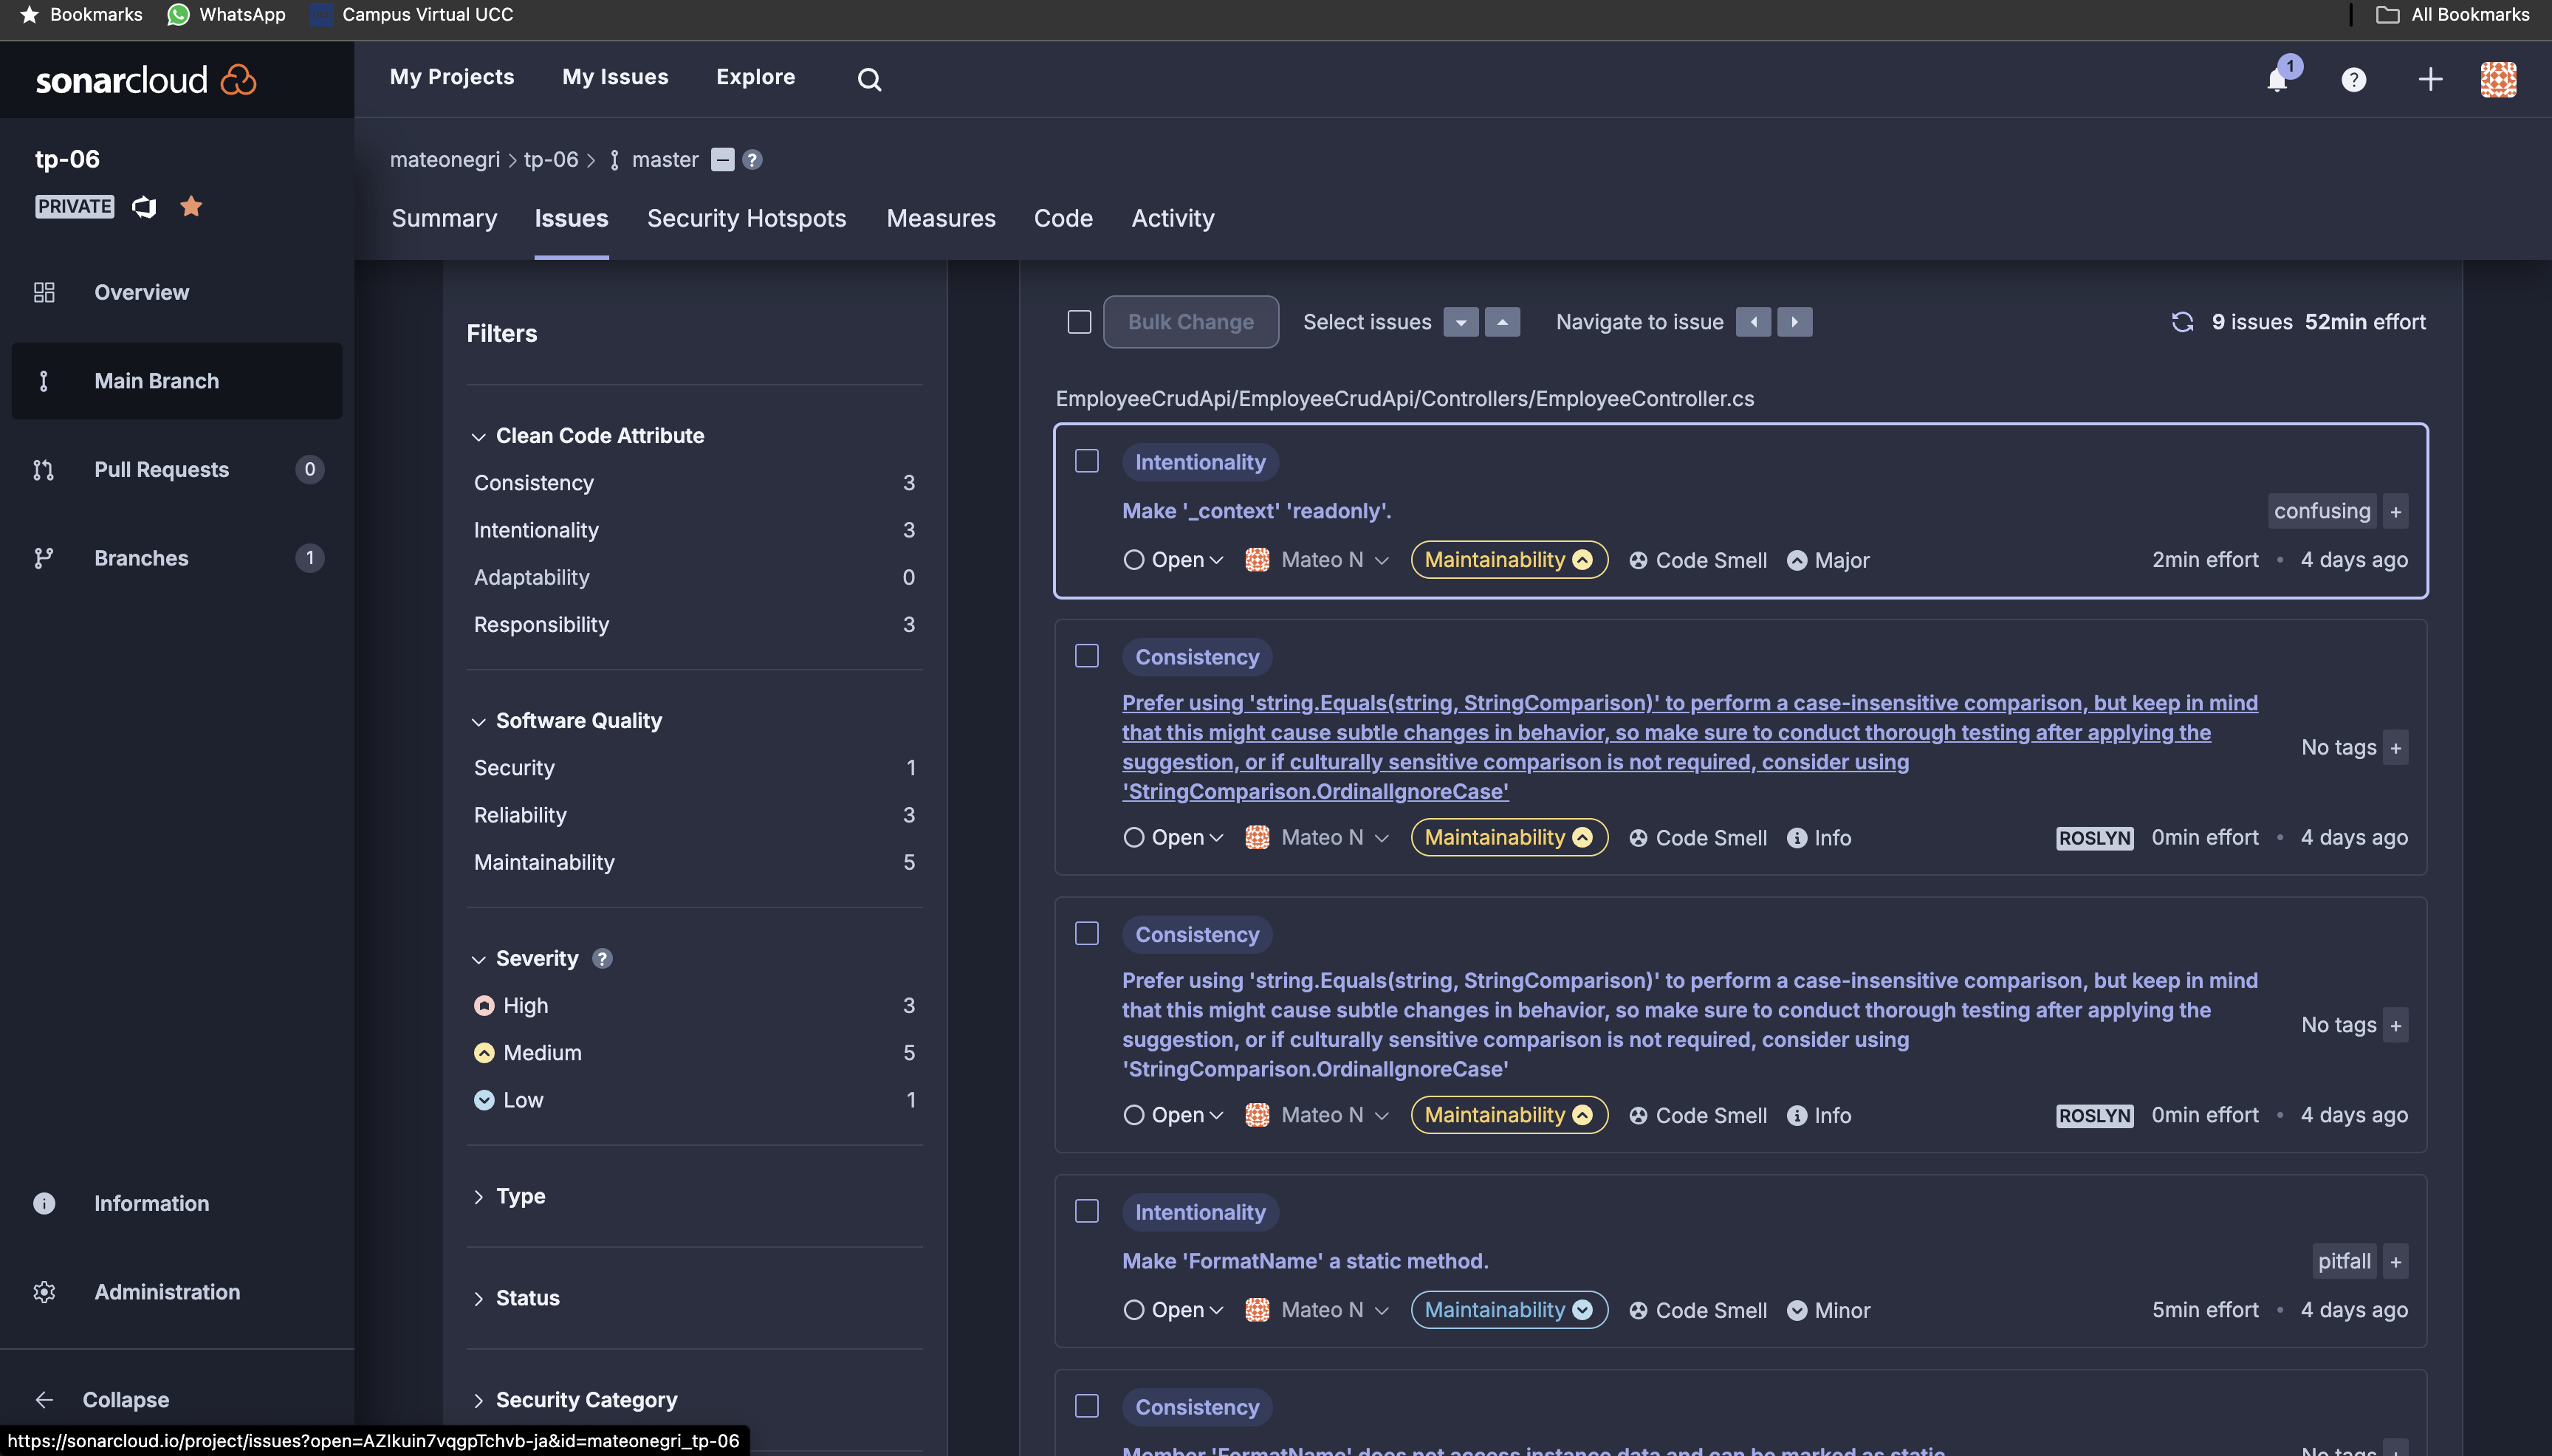 Bookmarks WhatsApp Campus Virtual UCC All Bookmarks
sonarcloud My Projects My Issues Explore 1 ?
tp-06
PRIVATE
Overview
Main Branch
Pull Requests 0
Branches 1
Information
Administration
Collapse
https://sonarcloud.io/project/issues?open=AZIkuin7vqgpTchvb-ja&id=mateonegri_tp-06
mateonegri > tp-06 > master ?
Summary Issues Security Hotspots Measures Code Activity
Filters
Clean Code Attribute
Consistency 3
Intentionality 3
Adaptability 0
Responsibility 3
Software Quality
Security 1
Reliability 3
Maintainability 5
Severity ?
High 3
Medium 5
Low 1
Type
Status
Security Category
Bulk Change Select issues Navigate to issue 9 issues 52min effort
EmployeeCrudApi/EmployeeCrudApi/Controllers/EmployeeController.cs
Intentionality
Make '_context' 'readonly'. confusing +
Open Mateo N Maintainability Code Smell Major 2min effort • 4 days ago
Consistency
Prefer using 'string.Equals(string, StringComparison)' to perform a case-insensitive comparison, but keep in mind
that this might cause subtle changes in behavior, so make sure to conduct thorough testing after applying the
suggestion, or if culturally sensitive comparison is not required, consider using
'StringComparison.OrdinalIgnoreCase'
No tags +
Open Mateo N Maintainability Code Smell Info ROSLYN 0min effort • 4 days ago
Consistency
Prefer using 'string.Equals(string, StringComparison)' to perform a case-insensitive comparison, but keep in mind
that this might cause subtle changes in behavior, so make sure to conduct thorough testing after applying the
suggestion, or if culturally sensitive comparison is not required, consider using
'StringComparison.OrdinalIgnoreCase'
No tags +
Open Mateo N Maintainability Code Smell Info ROSLYN 0min effort • 4 days ago
Intentionality
Make 'FormatName' a static method. pitfall +
Open Mateo N Maintainability Code Smell Minor 5min effort • 4 days ago
Consistency
Member 'FormatName' does not access instance data and can be marked as static
No tags +